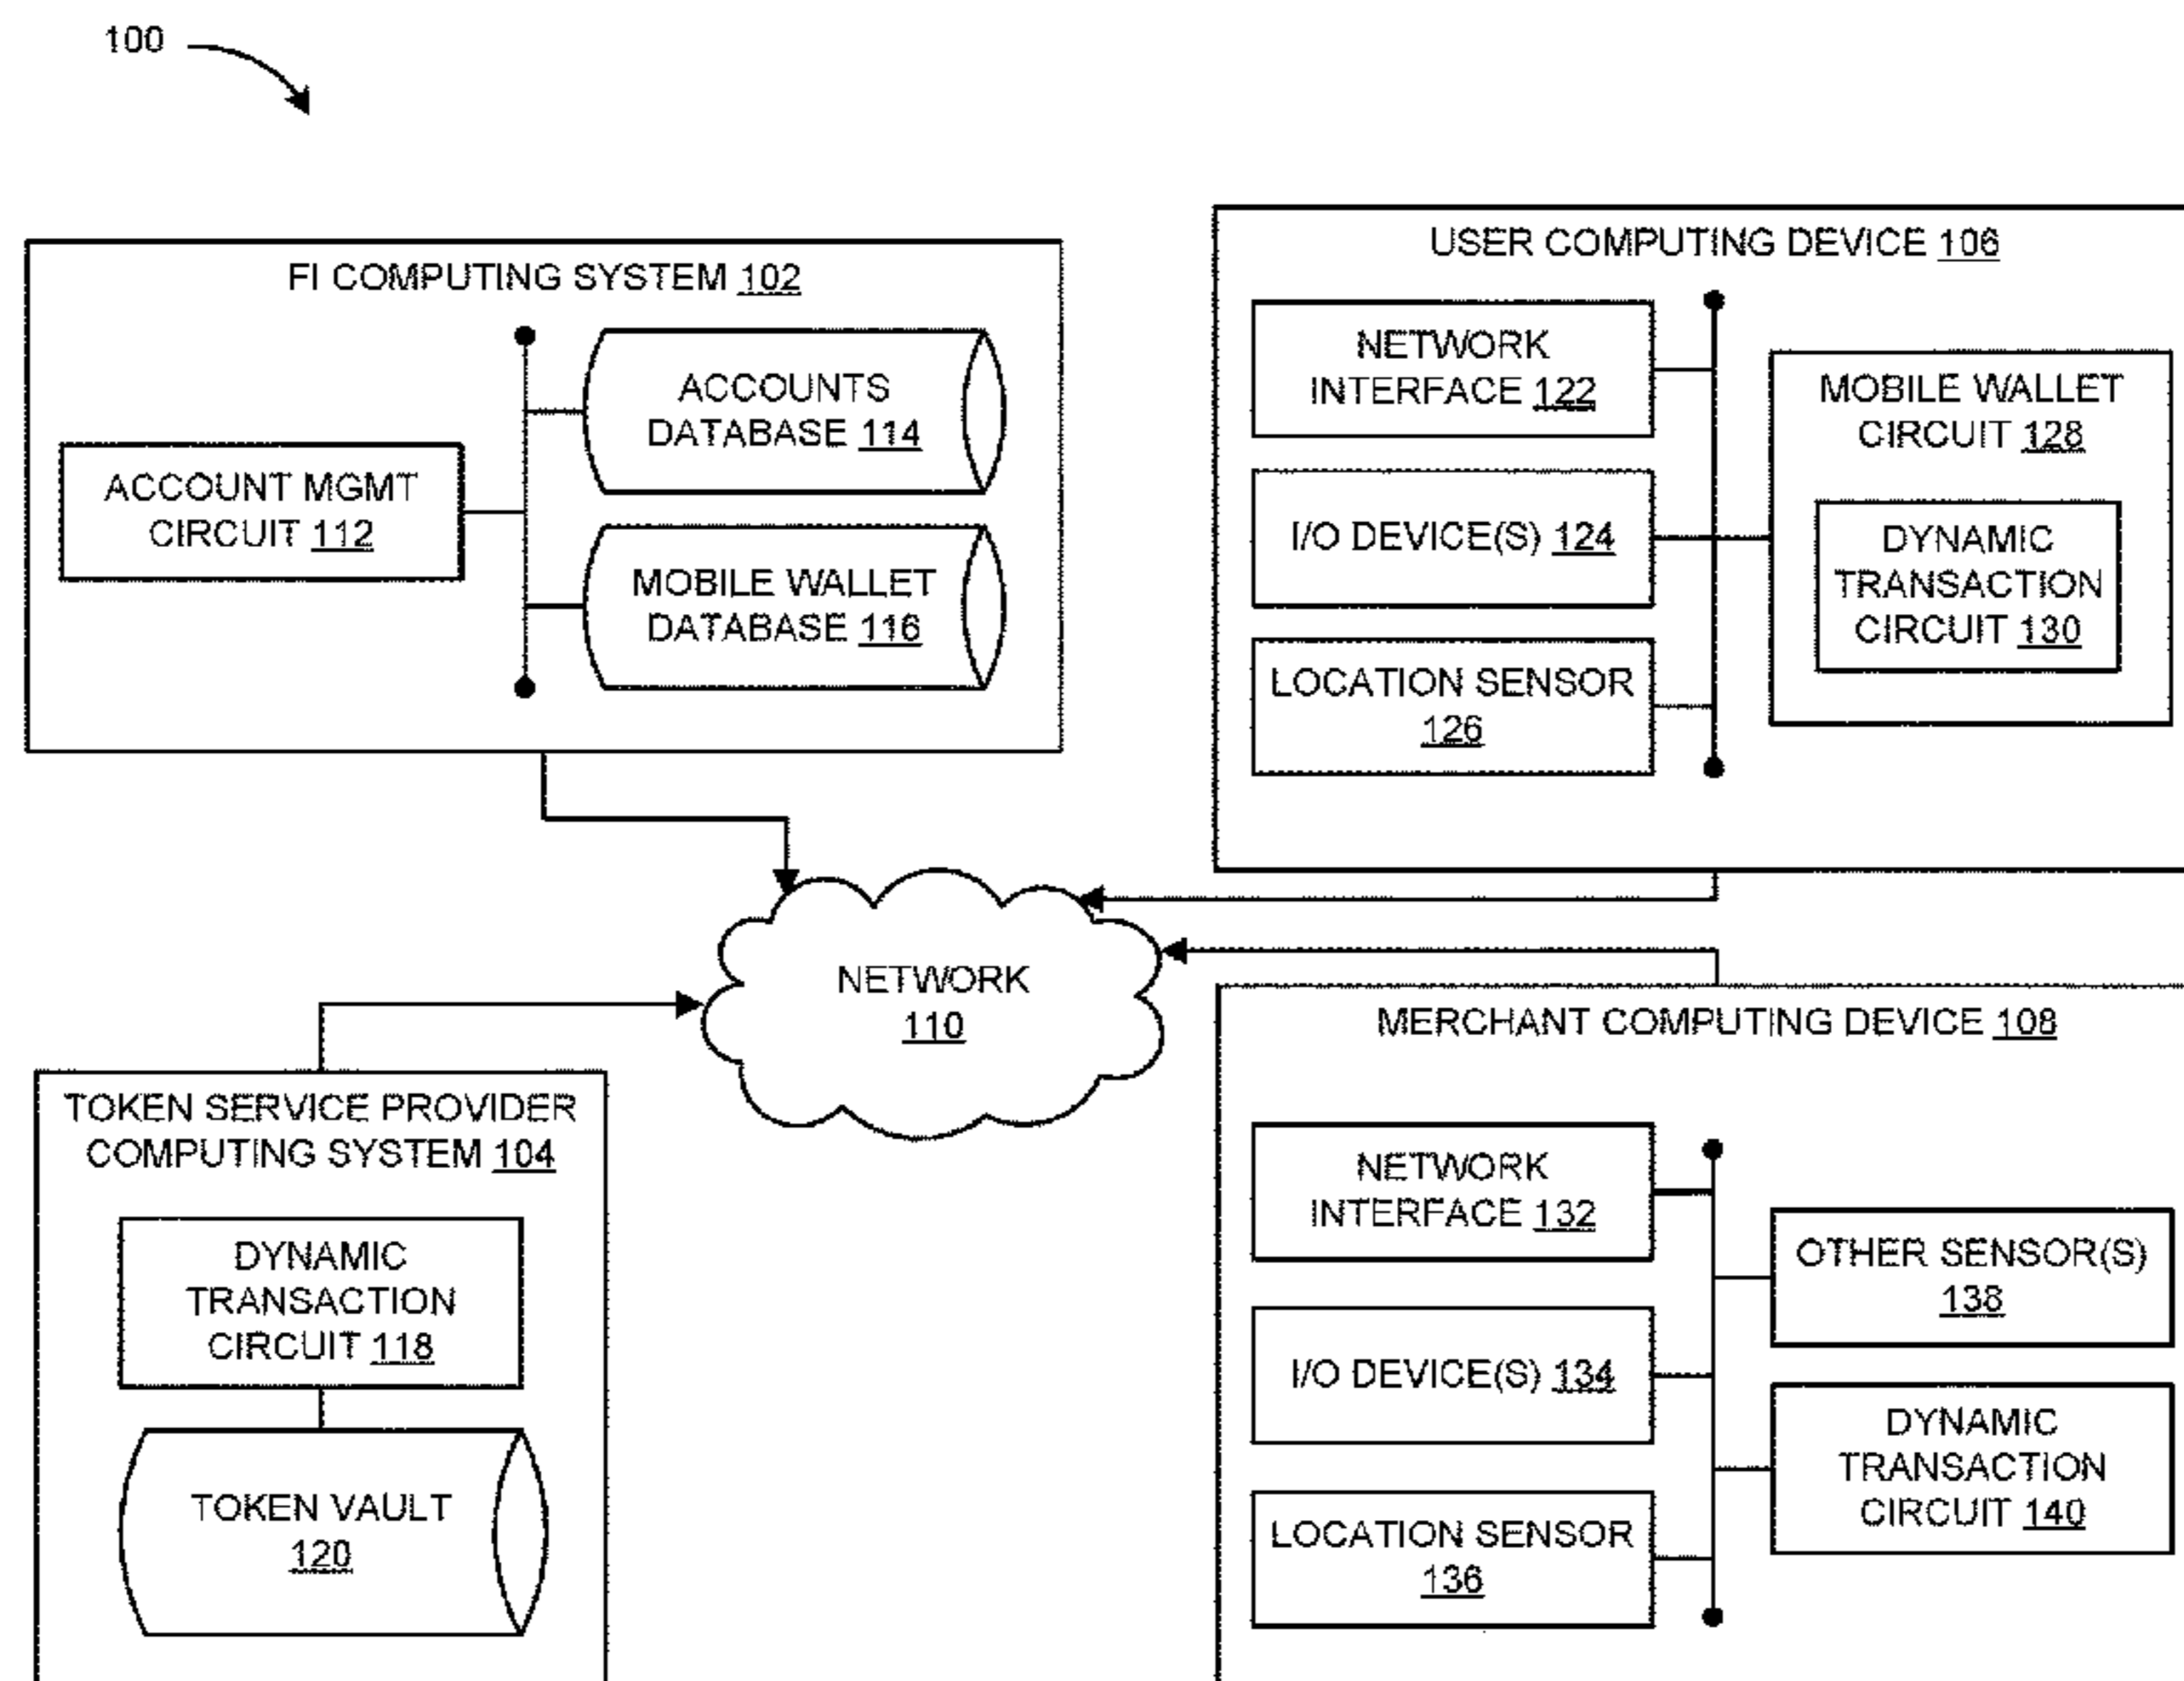 100
FI COMPUTING SYSTEM 102
ACCOUNT MGMT
CIRCUIT 112
ACCOUNTS
DATABASE 114
MOBILE WALLET
DATABASE 116
USER COMPUTING DEVICE 106
NETWORK
INTERFACE 122
I/O DEVICE(S) 124
LOCATION SENSOR
126
MOBILE WALLET
CIRCUIT 128
DYNAMIC
TRANSACTION
CIRCUIT 130
NETWORK
110
TOKEN SERVICE PROVIDER
COMPUTING SYSTEM 104
DYNAMIC
TRANSACTION
CIRCUIT 118
TOKEN VAULT
120
MERCHANT COMPUTING DEVICE 108
NETWORK
INTERFACE 132
I/O DEVICE(S) 134
LOCATION SENSOR
136
OTHER SENSOR(S)
138
DYNAMIC
TRANSACTION
CIRCUIT 140